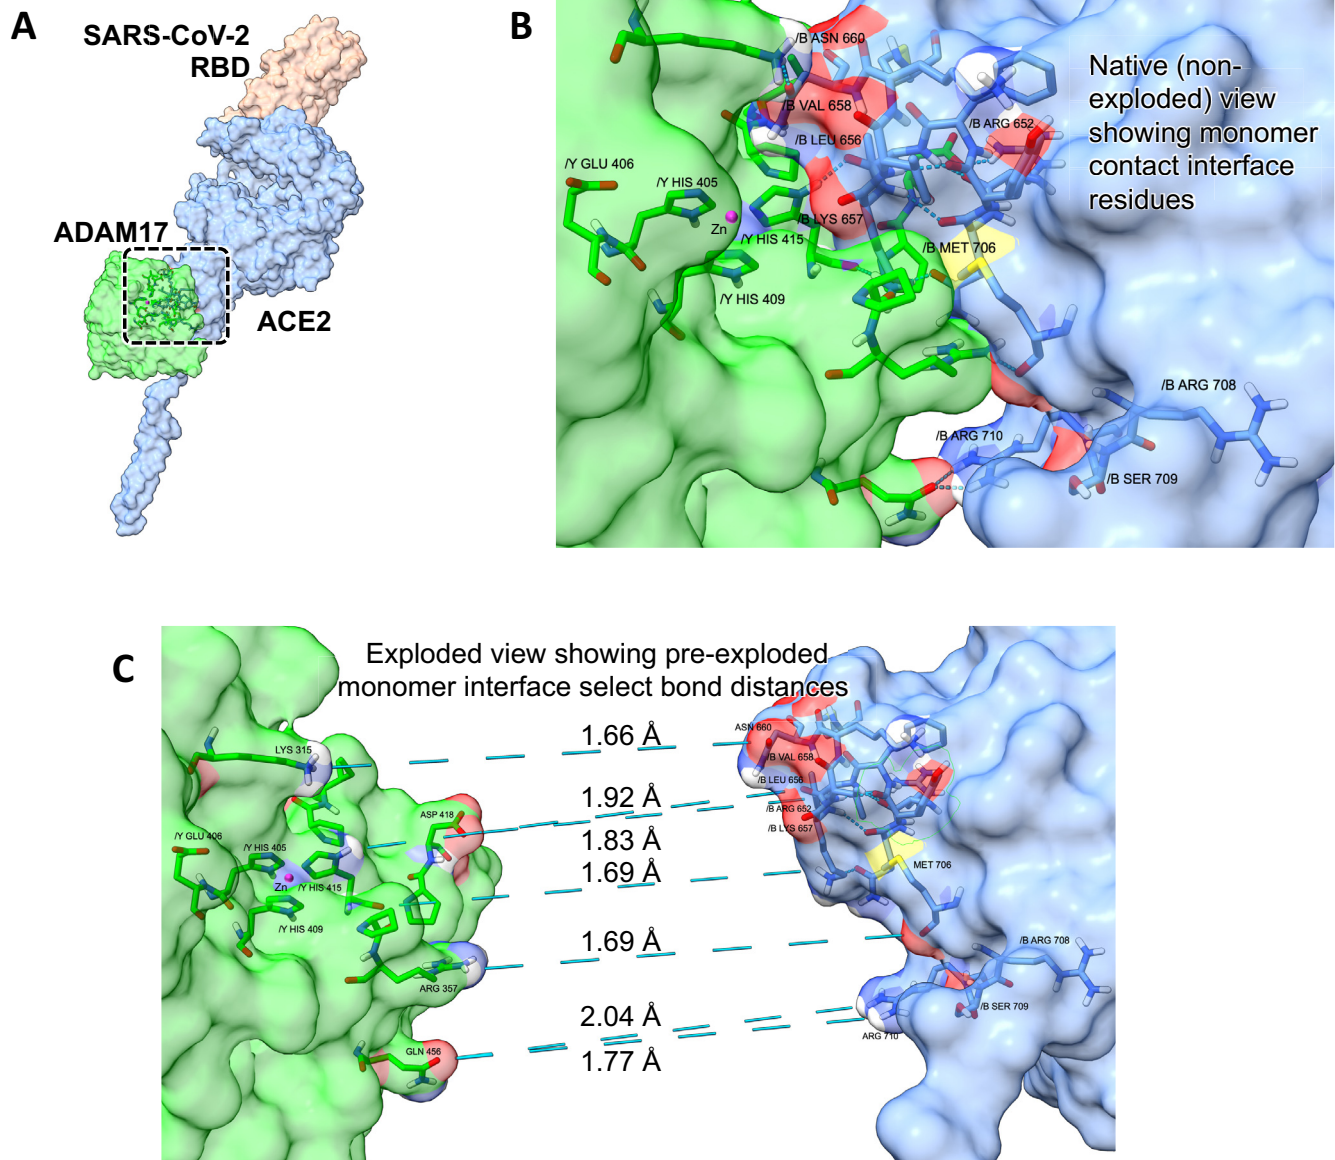 A
SARS-CoV-2
RBD
ADAM17
ACE2
B
/B ASN 660
/B VAL 658
/B ARG 652
/B LEU 656
/Y GLU 406
/Y HIS 405
Zn
/B LYS 657
/Y HIS 415
/B MET 706
/Y HIS 409
/B ARG 708
/B ARG 710
/B SER 709
Native (non-
exploded) view
showing monomer
contact interface
residues
C
Exploded view showing pre-exploded
monomer interface select bond distances
1.66 Å
1.92 Å
1.83 Å
1.69 Å
1.69 Å
2.04 Å
1.77 Å
LYS 315
ASP 418
/Y GLU 406
/Y HIS 405
Zn
/Y HIS 415
/Y HIS 409
ARG 357
GLN 456
ASN 660
/B VAL 658
/B LEU 656
/B ARG 652
/B LYS 657
MET 706
/B ARG 708
/B SER 709
ARG 710